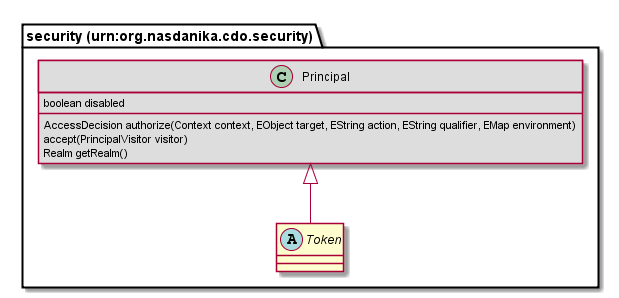 security (urn:org.nasdanika.cdo.security)
C Principal
boolean disabled
AccessDecision authorize(Context context, EObject target, EString action, EString qualifier, EMap environment)
accept(PrincipalVisitor visitor)
Realm getRealm()
A Token